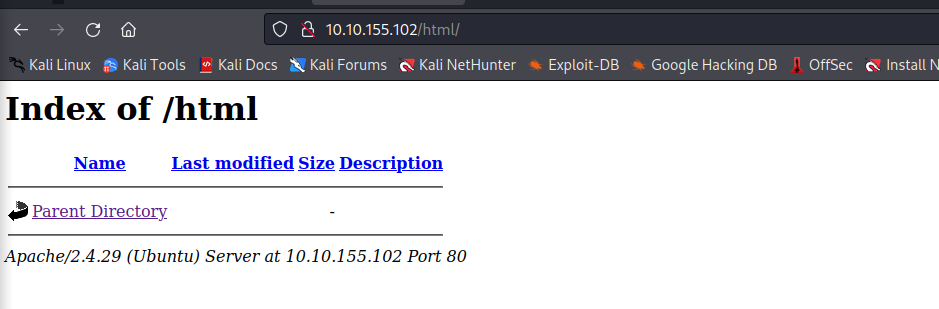 10.10.155.102/html/
Kali Linux Kali Tools Kali Docs Kali Forums Kali NetHunter Exploit-DB Google Hacking DB OffSec Install N
Index of /html
Name Last modified Size Description
Parent Directory -
Apache/2.4.29 (Ubuntu) Server at 10.10.155.102 Port 80